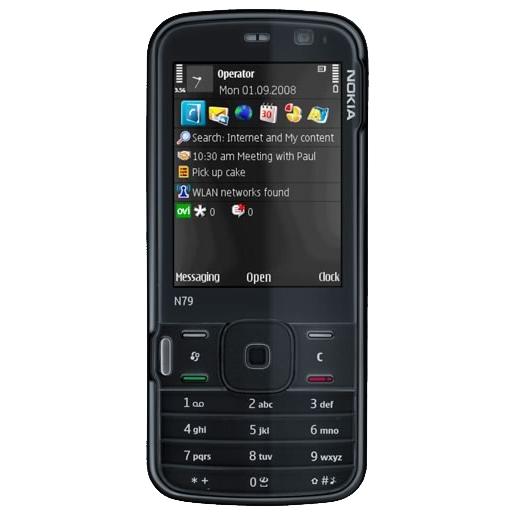 NOKIA
Operator
3.5G
Mon 01.09.2008
30
Search: Internet and My content
10:30 am Meeting with Paul
Pick up cake
WLAN networks found
ovi 0 0
Messaging Open Clock
N79
C
1 2 abc 3 def
4 ghi 5 jkl 6 mno
7 pqrs 8 tuv 9 wxyz
* + 0 #